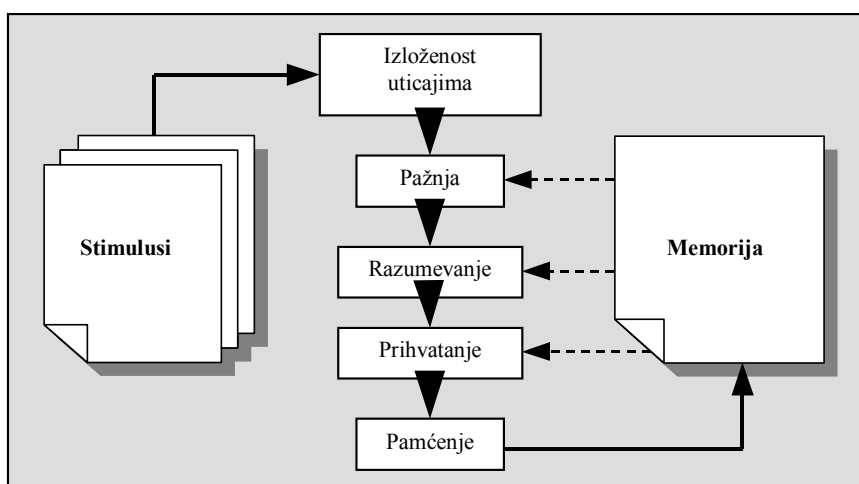 Izloženost
uticajima
Pažnja
Stimulusi
Razumevanje
Memorija
Prihvatanje
Pamćenje